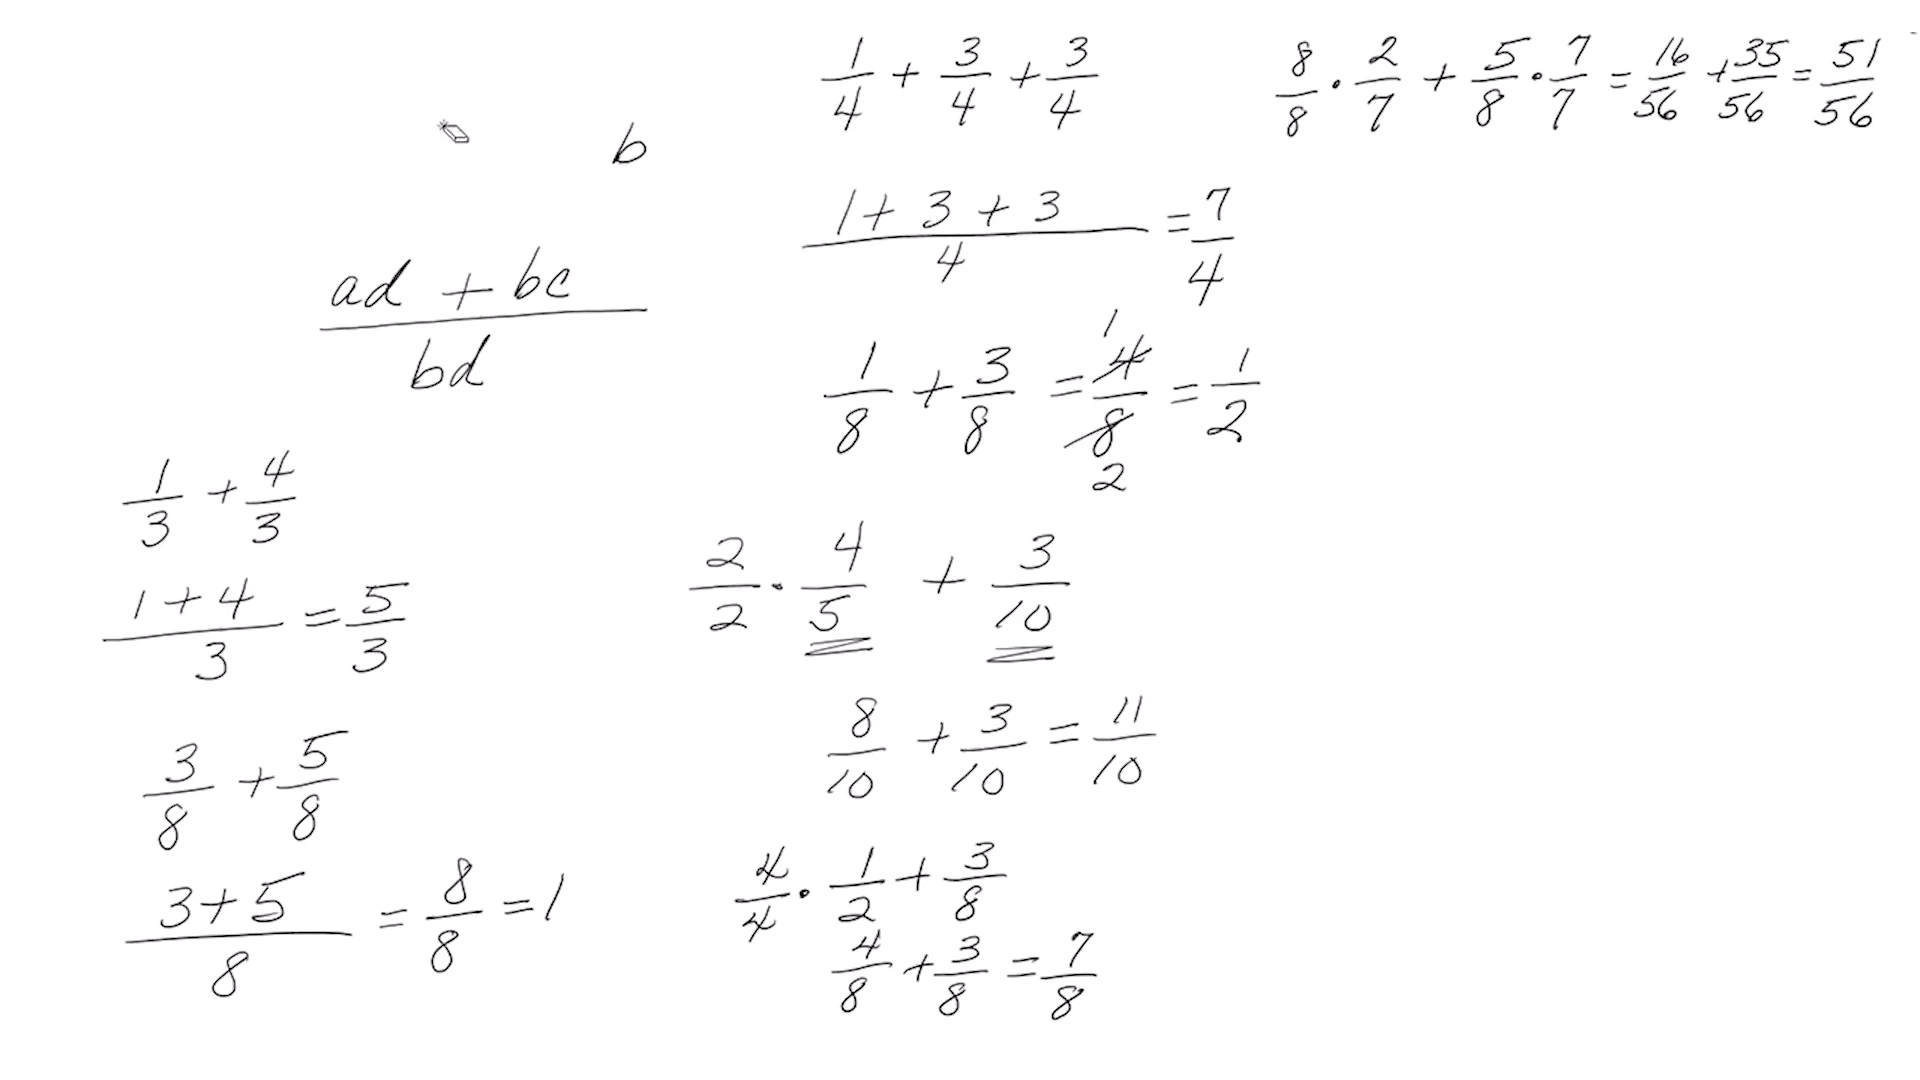 b
ad + bc
bd
1/3 + 4/3
(1 + 4)/3 = 5/3
3/8 + 5/8
(3 + 5)/8 = 8/8 = 1
1/4 + 3/4 + 3/4
(1 + 3 + 3)/4 = 7/4
1
1/8 + 3/8 = 4/8 = 1/2
2
2/2 · 4/5 + 3/10
8/10 + 3/10 = 11/10
4/4 · 1/2 + 3/8
4/8 + 3/8 = 7/8
8/8 · 2/7 + 5/8 · 7/7 = 16/56 + 35/56 = 51/56